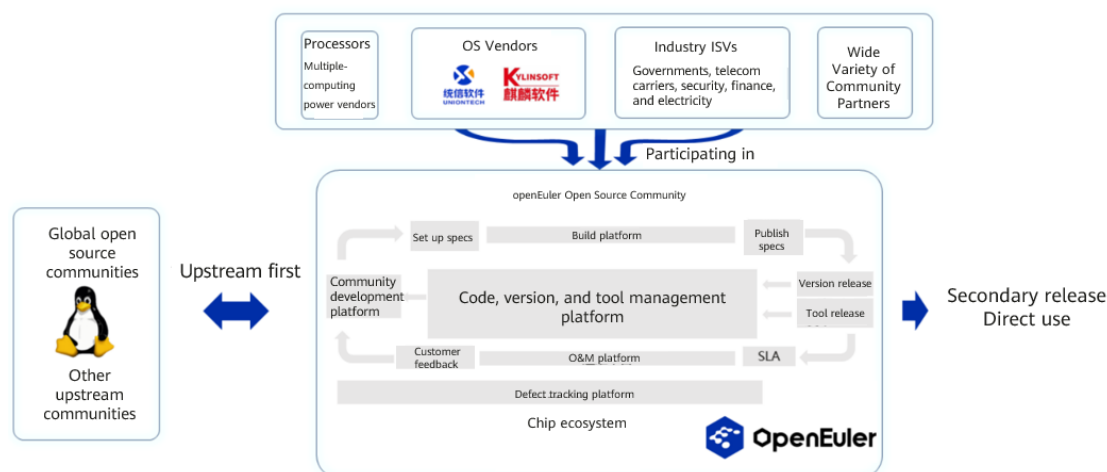 Processors
Multiple-
computing
power vendors
OS Vendors
统信软件
UNIONTECH
KYLINSOFT
麒麟软件
Industry ISVs
Governments, telecom
carriers, security, finance,
and electricity
Wide
Variety of
Community
Partners
Participating in
openEuler Open Source Community
Global open
source
communities
Other
upstream
communities
Upstream first
Set up specs
Build platform
Publish
specs
Community
development
platform
Code, version, and tool management
platform
Version release
Tool release
Customer
feedback
O&M platform
SLA
Defect tracking platform
Chip ecosystem
OpenEuler
Secondary release
Direct use